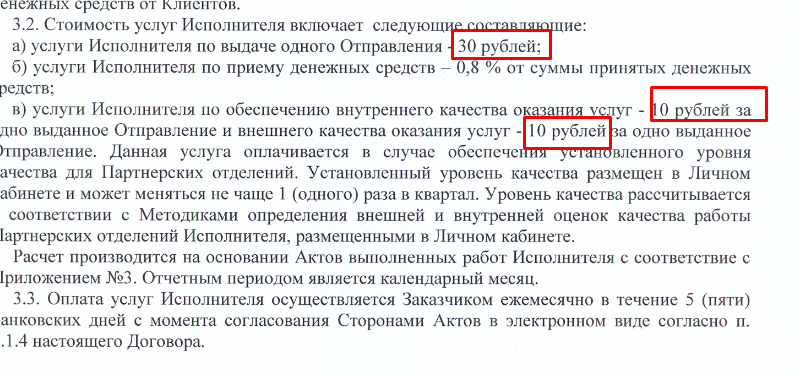 енежных средств от Клиентов.
3.2. Стоимость услуг Исполнителя включает следующие составляющие:
а) услуги Исполнителя по выдаче одного Отправления - 30 рублей;
б) услуги Исполнителя по приему денежных средств – 0,8 % от суммы принятых денежных
редств;
в) услуги Исполнителя по обеспечению внутреннего качества оказания услуг - 10 рублей за
дно выданное Отправление и внешнего качества оказания услуг - 10 рублей за одно выданное
Отправление. Данная услуга оплачивается в случае обеспечения установленного уровня
ачества для Партнерских отделений. Установленный уровень качества размещен в Личном
абинете и может меняться не чаще 1 (одного) раза в квартал. Уровень качества рассчитывается
соответствии с Методиками определения внешней и внутренней оценок качества работы
Партнерских отделений Исполнителя, размещенными в Личном кабинете.
Расчет производится на основании Актов выполненных работ Исполнителя с соответствие с
Приложением №3. Отчетным периодом является календарный месяц.
3.3. Оплата услуг Исполнителя осуществляется Заказчиком ежемесячно в течение 5 (пяти)
анковских дней с момента согласования Сторонами Актов в электронном виде согласно п.
.1.4 настоящего Договора.